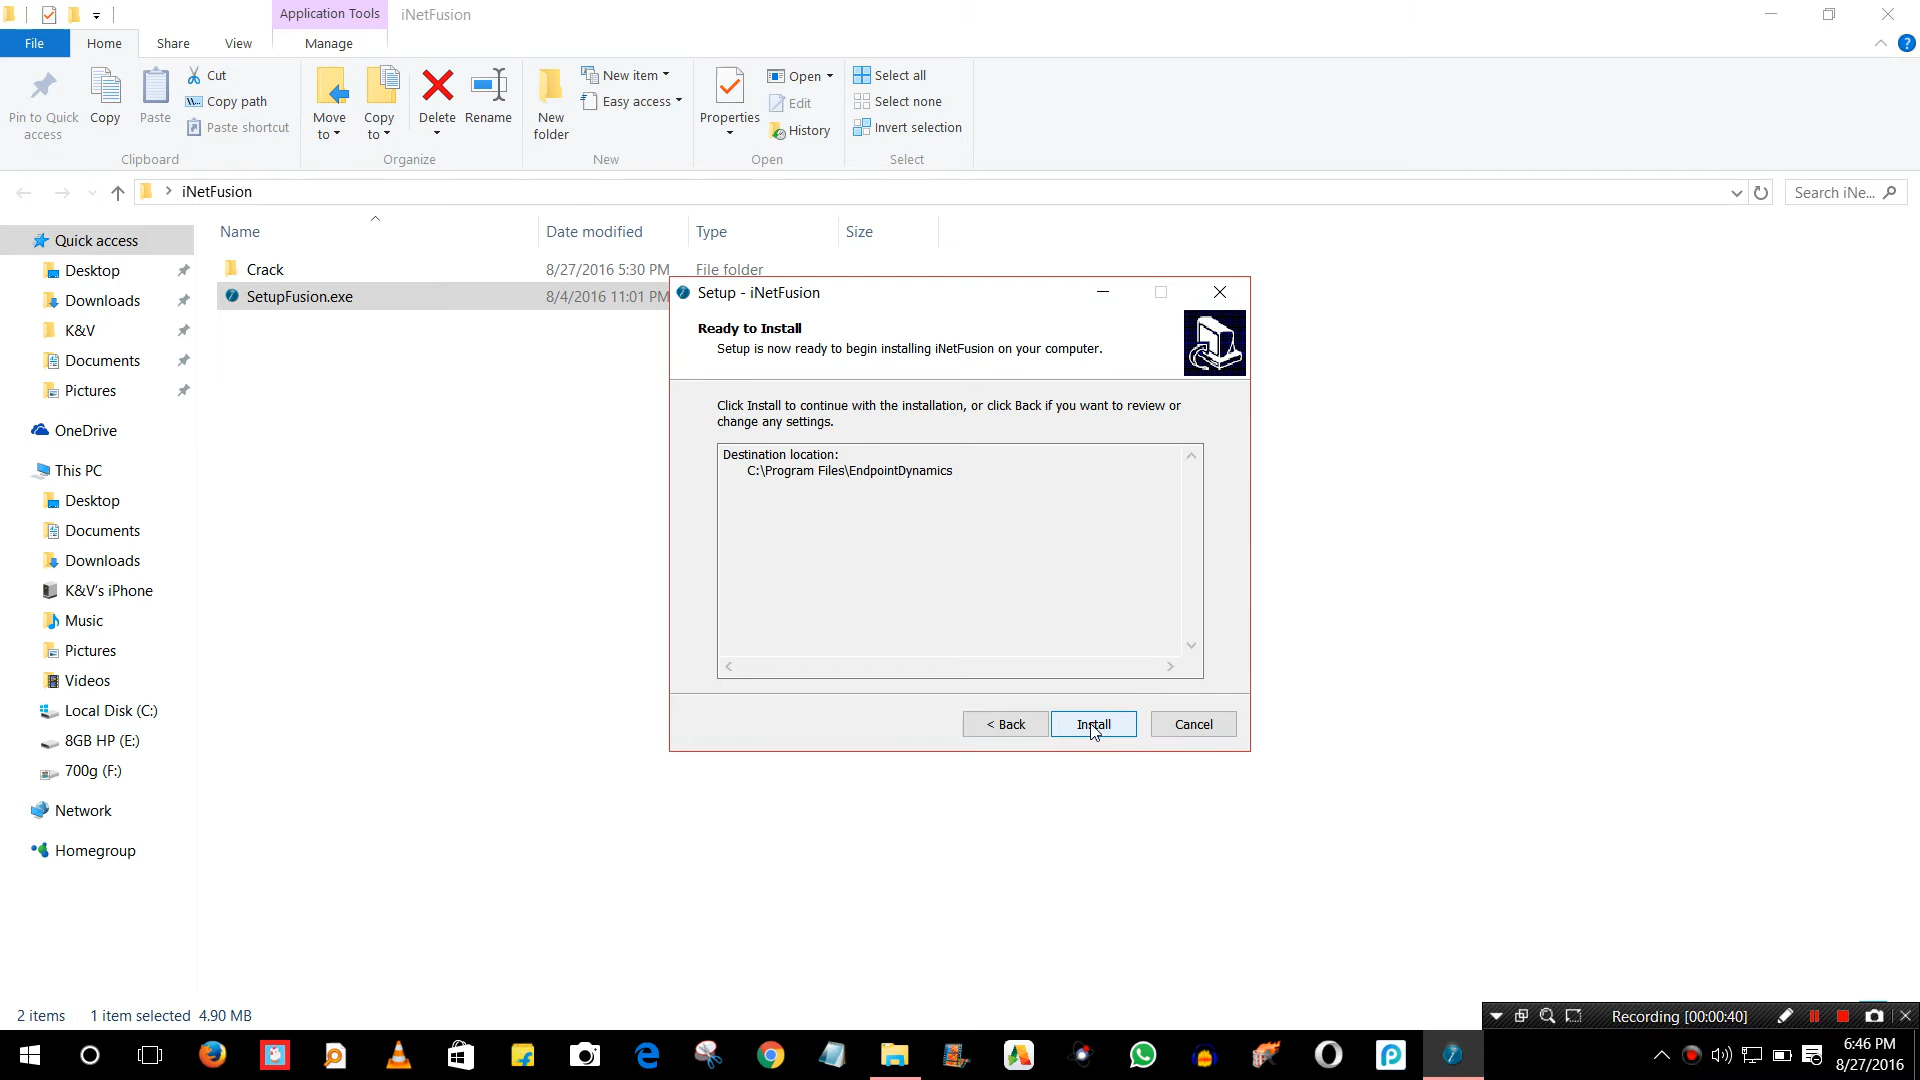 Application Tools
iNetFusion
File
Home
Share
View
Manage
Pin to Quick
access
Copy
Paste
Cut
Copy path
Paste shortcut
Clipboard
Move
to
Copy
to
Delete
Rename
Organize
New
folder
New item
Easy access
New
Properties
Open
Edit
History
Open
Select all
Select none
Invert selection
Select
iNetFusion
Search iNe...
Name
Date modified
Type
Size
Quick access
Desktop
Downloads
K&V
Documents
Pictures
OneDrive
This PC
Desktop
Documents
Downloads
K&V's iPhone
Music
Pictures
Videos
Local Disk (C:)
8GB HP (E:)
700g (F:)
Network
Homegroup
Crack
8/27/2016 5:30 PM
File folder
SetupFusion.exe
8/4/2016 11:01 PM
Setup - iNetFusion
Ready to Install
Setup is now ready to begin installing iNetFusion on your computer.
Click Install to continue with the installation, or click Back if you want to review or
change any settings.
Destination location:
C:\Program Files\EndpointDynamics
< Back
Install
Cancel
2 items
1 item selected 4.90 MB
Recording [00:00:40]
6:46 PM
8/27/2016